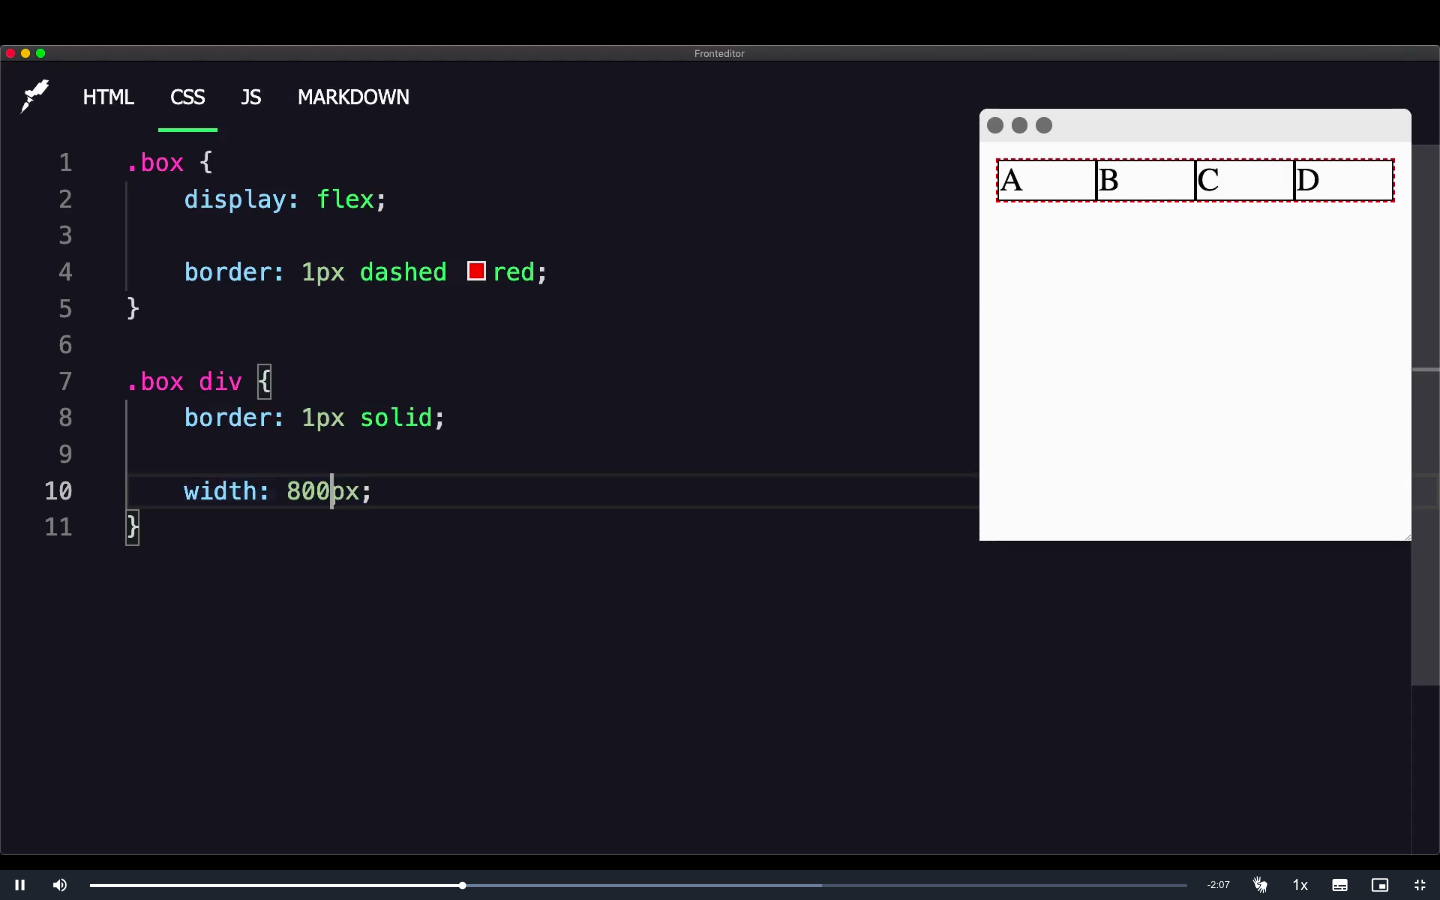 Fronteditor
HTML CSS JS MARKDOWN
1 .box {
2 display: flex;
3
4 border: 1px dashed red;
5 }
6
7 .box div {
8 border: 1px solid;
9
10 width: 800px;
11 }
A B C D
-2:07 1x